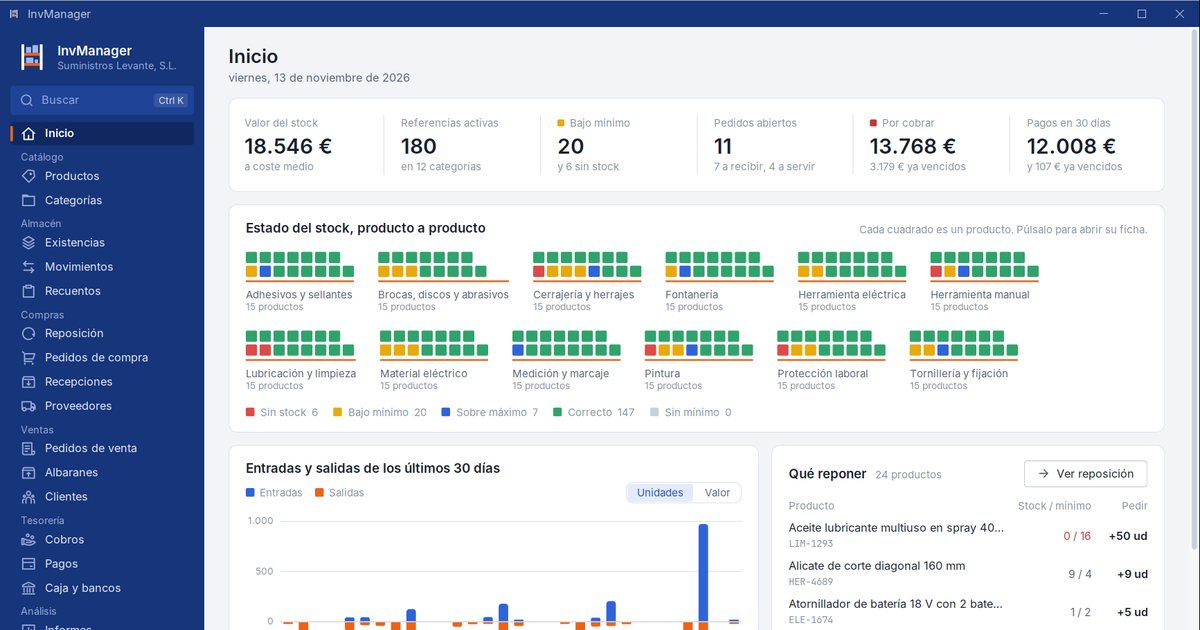 InvManager
InvManager
Suministros Levante, S.L.
Buscar Ctrl K
Inicio
Catálogo
Productos
Categorías
Almacén
Existencias
Movimientos
Recuentos
Compras
Reposición
Pedidos de compra
Recepciones
Proveedores
Ventas
Pedidos de venta
Albaranes
Clientes
Tesorería
Cobros
Pagos
Caja y bancos
Análisis
Informes
Inicio
viernes, 13 de noviembre de 2026
Valor del stock
18.546 €
a coste medio
Referencias activas
180
en 12 categorías
Bajo mínimo
20
y 6 sin stock
Pedidos abiertos
11
7 a recibir, 4 a servir
Por cobrar
13.768 €
3.179 € ya vencidos
Pagos en 30 días
12.008 €
y 107 € ya vencidos
Estado del stock, producto a producto
Cada cuadrado es un producto. Púlsalo para abrir su ficha.
Adhesivos y sellantes
15 productos
Brocas, discos y abrasivos
15 productos
Cerrajería y herrajes
15 productos
Fontanería
15 productos
Herramienta eléctrica
15 productos
Herramienta manual
15 productos
Lubricación y limpieza
15 productos
Material eléctrico
15 productos
Medición y marcaje
15 productos
Pintura
15 productos
Protección laboral
15 productos
Tornillería y fijación
15 productos
Sin stock 6 Bajo mínimo 20 Sobre máximo 7 Correcto 147 Sin mínimo 0
Entradas y salidas de los últimos 30 días
Entradas Salidas
Unidades Valor
1.000
500
0
Qué reponer 24 productos
Ver reposición
Producto Stock / mínimo Pedir
Aceite lubricante multiuso en spray 40...
LIM-1293
0 / 16 +50 ud
Alicate de corte diagonal 160 mm
HER-4689
9 / 4 +9 ud
Atornillador de batería 18 V con 2 bate...
ELE-1674
1 / 2 +5 ud